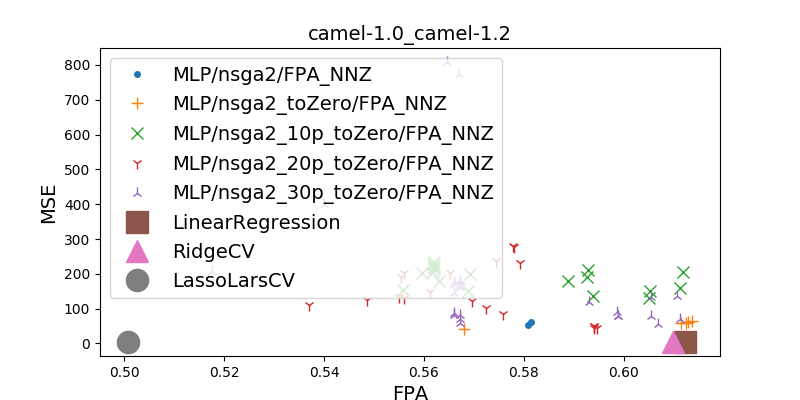 camel-1.0_camel-1.2
800
700
600
500
400
300
200
100
0
MSE
MLP/nsga2/FPA_NNZ
MLP/nsga2_toZero/FPA_NNZ
MLP/nsga2_10p_toZero/FPA_NNZ
MLP/nsga2_20p_toZero/FPA_NNZ
MLP/nsga2_30p_toZero/FPA_NNZ
LinearRegression
RidgeCV
LassoLarsCV
0.50 0.52 0.54 0.56 0.58 0.60
FPA